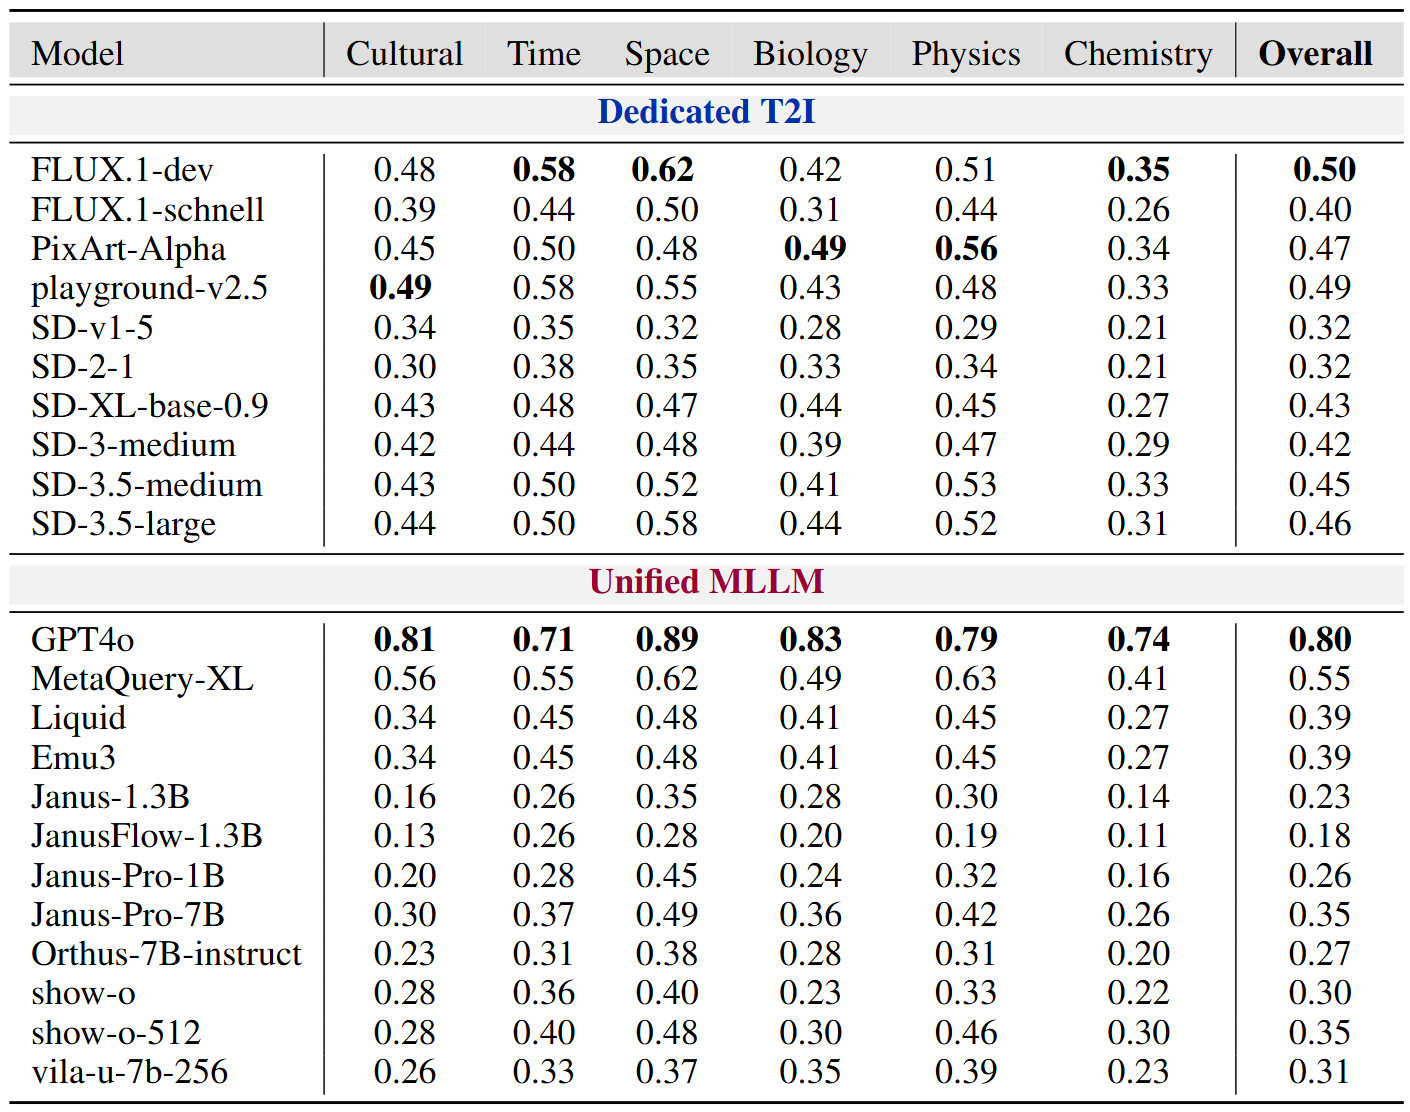 Model Cultural Time Space Biology Physics Chemistry Overall
Dedicated T2I
FLUX.1-dev 0.48 0.58 0.62 0.42 0.51 0.35 0.50
FLUX.1-schnell 0.39 0.44 0.50 0.31 0.44 0.26 0.40
PixArt-Alpha 0.45 0.50 0.48 0.49 0.56 0.34 0.47
playground-v2.5 0.49 0.58 0.55 0.43 0.48 0.33 0.49
SD-v1-5 0.34 0.35 0.32 0.28 0.29 0.21 0.32
SD-2-1 0.30 0.38 0.35 0.33 0.34 0.21 0.32
SD-XL-base-0.9 0.43 0.48 0.47 0.44 0.45 0.27 0.43
SD-3-medium 0.42 0.44 0.48 0.39 0.47 0.29 0.42
SD-3.5-medium 0.43 0.50 0.52 0.41 0.53 0.33 0.45
SD-3.5-large 0.44 0.50 0.58 0.44 0.52 0.31 0.46
Unified MLLM
GPT4o 0.81 0.71 0.89 0.83 0.79 0.74 0.80
MetaQuery-XL 0.56 0.55 0.62 0.49 0.63 0.41 0.55
Liquid 0.34 0.45 0.48 0.41 0.45 0.27 0.39
Emu3 0.34 0.45 0.48 0.41 0.45 0.27 0.39
Janus-1.3B 0.16 0.26 0.35 0.28 0.30 0.14 0.23
JanusFlow-1.3B 0.13 0.26 0.28 0.20 0.19 0.11 0.18
Janus-Pro-1B 0.20 0.28 0.45 0.24 0.32 0.16 0.26
Janus-Pro-7B 0.30 0.37 0.49 0.36 0.42 0.26 0.35
Orthus-7B-instruct 0.23 0.31 0.38 0.28 0.31 0.20 0.27
show-o 0.28 0.36 0.40 0.23 0.33 0.22 0.30
show-o-512 0.28 0.40 0.48 0.30 0.46 0.30 0.35
vila-u-7b-256 0.26 0.33 0.37 0.35 0.39 0.23 0.31